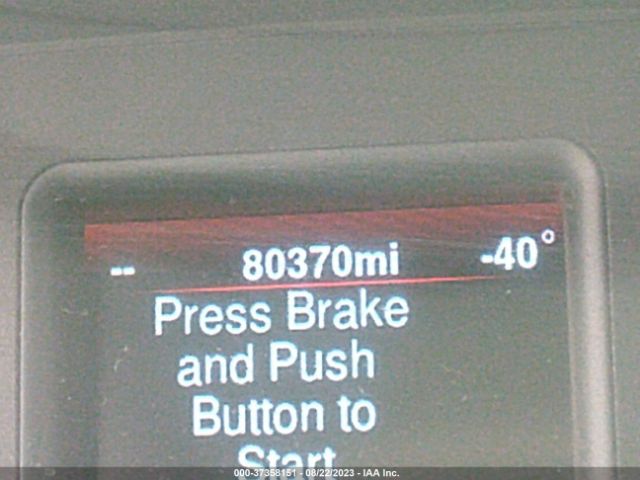 -- 80370mi -40°
Press Brake
and Push
Button to
Start
000-37358151 - 08/22/2023 - IAA Inc.